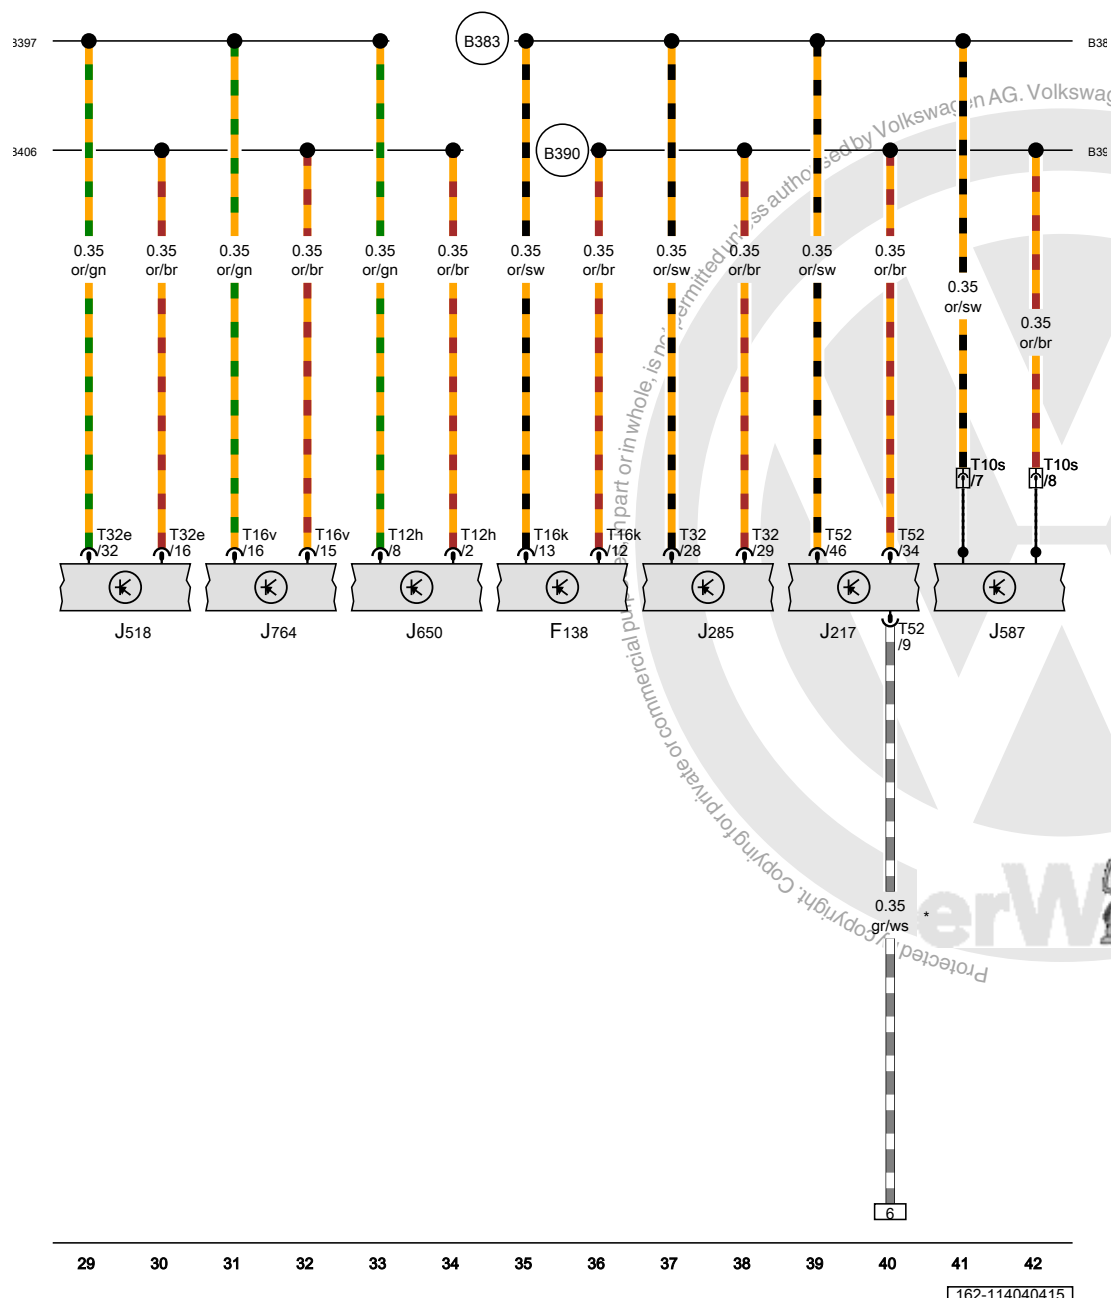 B383
B390
0.35 0.35 0.35 0.35 0.35 0.35 0.35 0.35 0.35 0.35 0.35 0.35
or/gn or/br or/gn or/br or/gn or/br or/sw or/br or/sw or/br or/sw or/br
0.35
or/sw
0.35
or/br
T10s T10s
/7 /8
T32e T32e T16v T16v T12h T12h T16k T16k T32 T32 T52 T52
/32 /16 /16 /15 /8 /2 /13 /12 /28 /29 /46 /34
J518 J764 J650 F138 J285 J217 J587
T52
/9
0.35
gr/ws *
6
29 30 31 32 33 34 35 36 37 38 39 40 41 42
162-114040415
Protected by copyright. Copying for private or commercial
part or in whole, is not permitted unless authorised by Volkswagen AG. Volkswag
erW